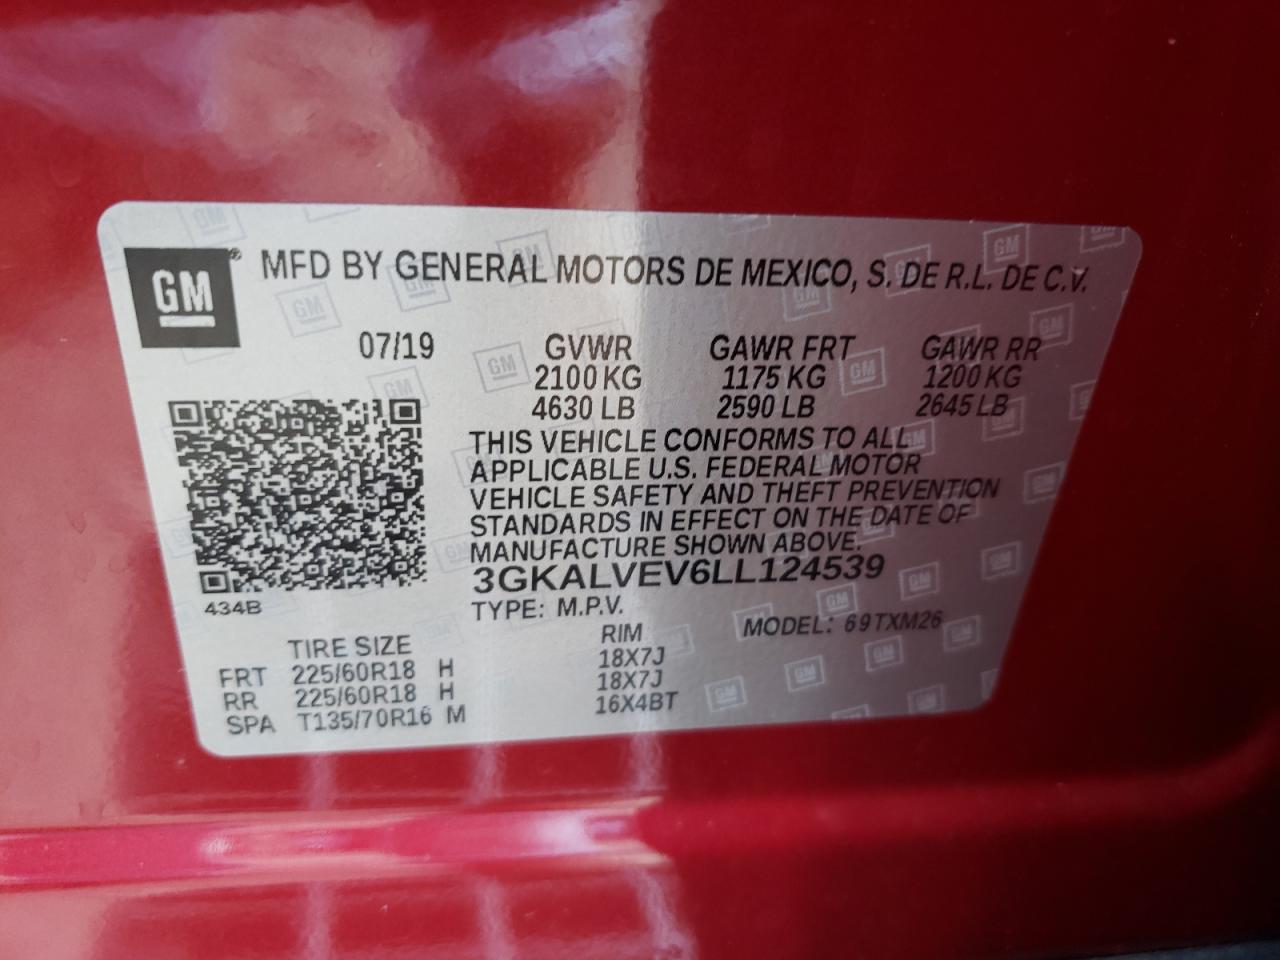 GM® MFD BY GENERAL MOTORS DE MEXICO, S. DE R.L. DE C.V.
07/19 GVWR GAWR FRT GAWR RR
2100 KG 1175 KG 1200 KG
4630 LB 2590 LB 2645 LB
THIS VEHICLE CONFORMS TO ALL
APPLICABLE U.S. FEDERAL MOTOR
VEHICLE SAFETY AND THEFT PREVENTION
STANDARDS IN EFFECT ON THE DATE OF
MANUFACTURE SHOWN ABOVE.
3GKALVEV6LL124539
434B TYPE: M.P.V. MODEL: 69TXM26
TIRE SIZE RIM
FRT 225/60R18 H 18X7J
RR 225/60R18 H 18X7J
SPA T135/70R16 M 16X4BT